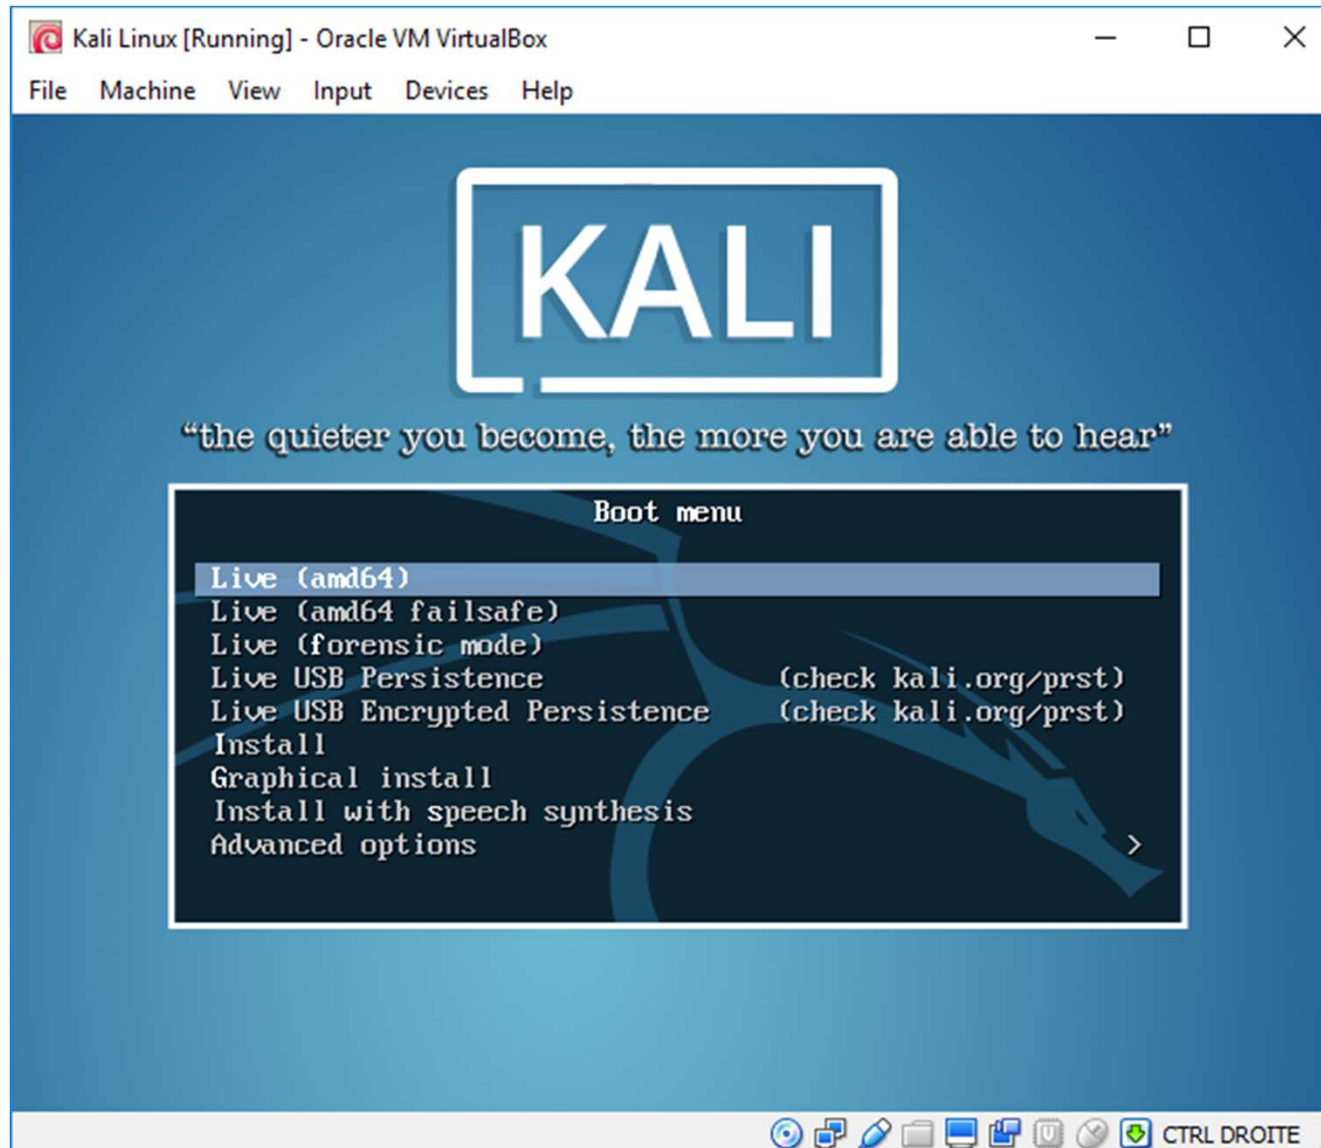 Kali Linux [Running] - Oracle VM VirtualBox
File Machine View Input Devices Help
KALI
“the quieter you become, the more you are able to hear”
Boot menu
Live (amd64)
Live (amd64 failsafe)
Live (forensic mode)
Live USB Persistence (check kali.org/prst)
Live USB Encrypted Persistence (check kali.org/prst)
Install
Graphical install
Install with speech synthesis
Advanced options >
CTRL DROITE